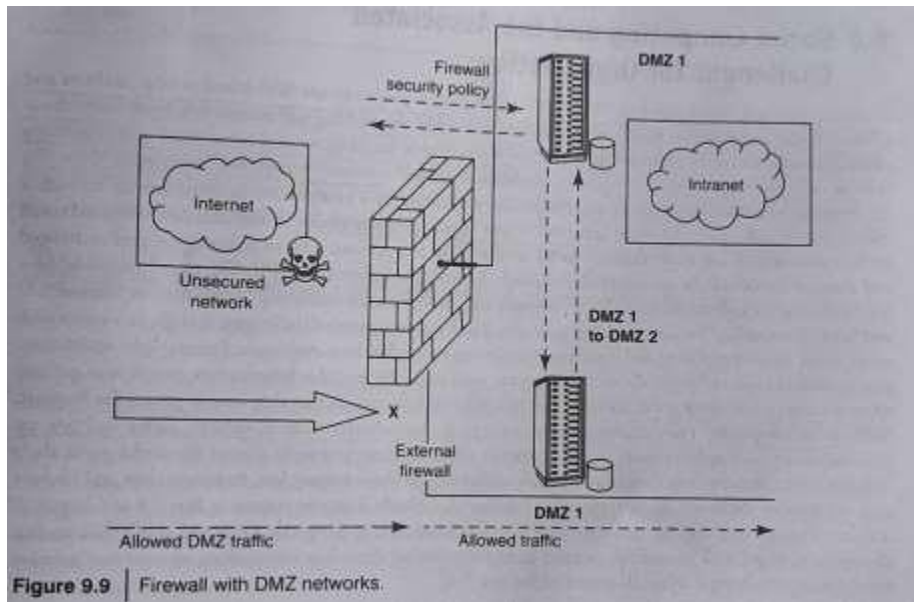 DMZ 1
Firewall
security policy
Internet
Intranet
Unsecured
network
DMZ 1
to DMZ 2
X
External
firewall
DMZ 1
Allowed DMZ traffic
Allowed traffic
Figure 9.9 Firewall with DMZ networks.